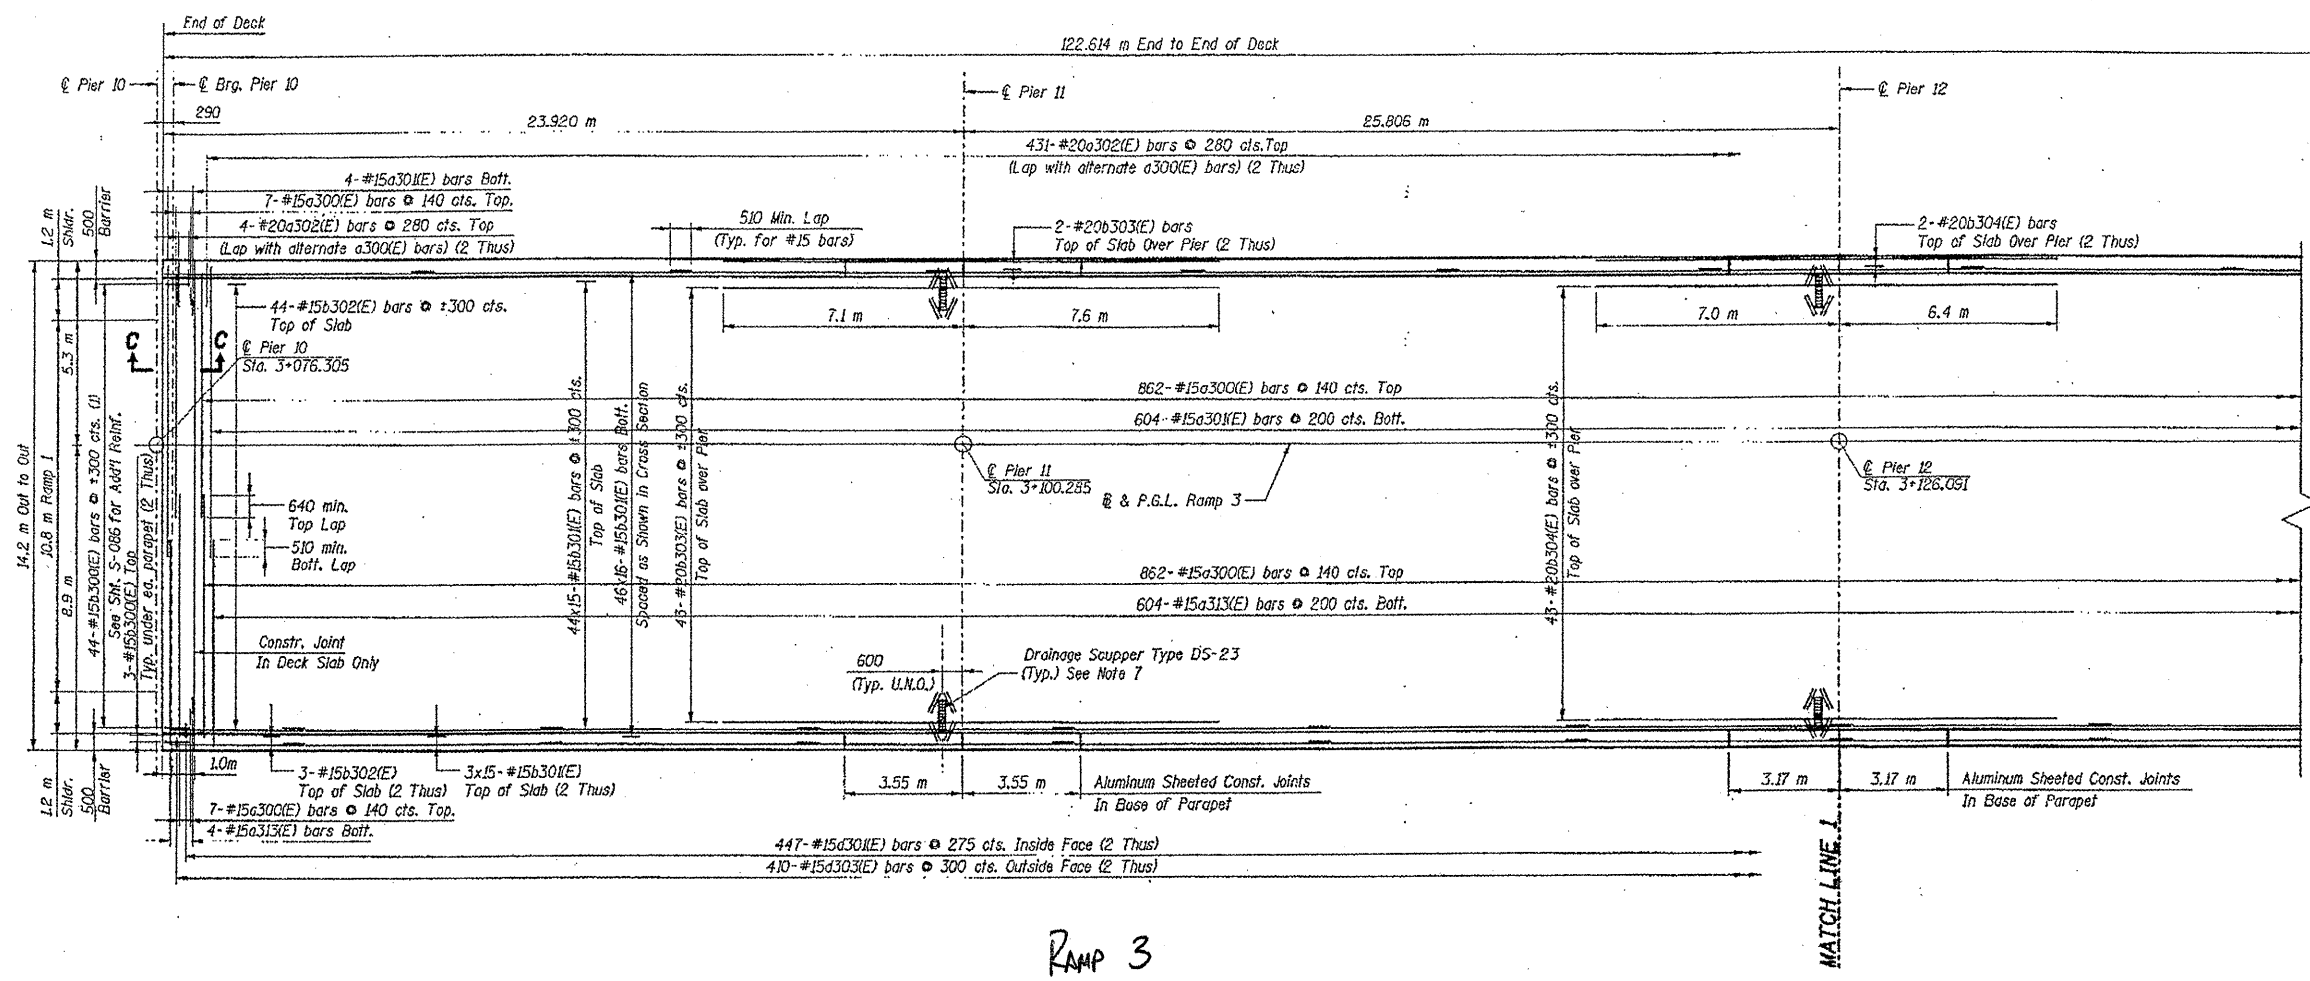 End of Deck
122.614 m End to End of Deck
℄ Pier 10
℄ Brg. Pier 10
℄ Pier 11
℄ Pier 12
290
23.920 m
25.806 m
431-#20a302(E) bars @ 280 cts. Top
(Lap with alternate a300(E) bars) (2 Thus)
4-#15a301(E) bars Bott.
7-#15a300(E) bars @ 140 cts. Top.
4-#20a302(E) bars @ 280 cts. Top
(Lap with alternate a300(E) bars) (2 Thus)
1.2 m
Shldr.
500
Barrier
510 Min. Lap
(Typ. for #15 bars)
2-#20b303(E) bars
Top of Slab Over Pier (2 Thus)
2-#20b304(E) bars
Top of Slab Over Pier (2 Thus)
44-#15b302(E) bars @ ±300 cts.
Top of Slab
7.1 m
7.6 m
7.0 m
6.4 m
C
C
℄ Pier 10
Sta. 3+076.305
5.3 m
14.2 m Out to Out
10.8 m Ramp 1
8.9 m
44-#15b300(E) bars @ ±300 cts. (1)
See Sht. S-086 for Add'l Reinf.
3-#15b300(E) Top
Typ. under ea. parapet (2 Thus)
44x15-#15b301(E) bars @ ±300 cts.
Top of Slab
46x16-#15b301(E) bars Bott.
Spaced as Shown in Cross Section
43-#20b303(E) bars @ ±300 cts.
Top of Slab over Pier
43-#20b304(E) bars @ ±300 cts.
Top of Slab over Pier
862-#15a300(E) bars @ 140 cts. Top
604-#15a301(E) bars @ 200 cts. Bott.
℄ Pier 11
Sta. 3+100.285
℄ Pier 12
Sta. 3+126.091
& P.G.L. Ramp 3
640 min.
Top Lap
510 min.
Bott. Lap
862-#15a300(E) bars @ 140 cts. Top
604-#15a313(E) bars @ 200 cts. Bott.
Constr. Joint
In Deck Slab Only
600
(Typ. U.N.O.)
Drainage Scupper Type DS-23
(Typ.) See Note 7
1.0m
1.2 m
Shldr.
500
Barrier
3-#15b302(E)
Top of Slab (2 Thus)
3x15-#15b301(E)
Top of Slab (2 Thus)
3.55 m
3.55 m
Aluminum Sheeted Const. Joints
In Base of Parapet
3.17 m
3.17 m
Aluminum Sheeted Const. Joints
In Base of Parapet
7-#15a300(E) bars @ 140 cts. Top.
4-#15a313(E) bars Bott.
447-#15d301(E) bars @ 275 cts. Inside Face (2 Thus)
410-#15d303(E) bars @ 300 cts. Outside Face (2 Thus)
MATCH LINE 1
RAMP 3